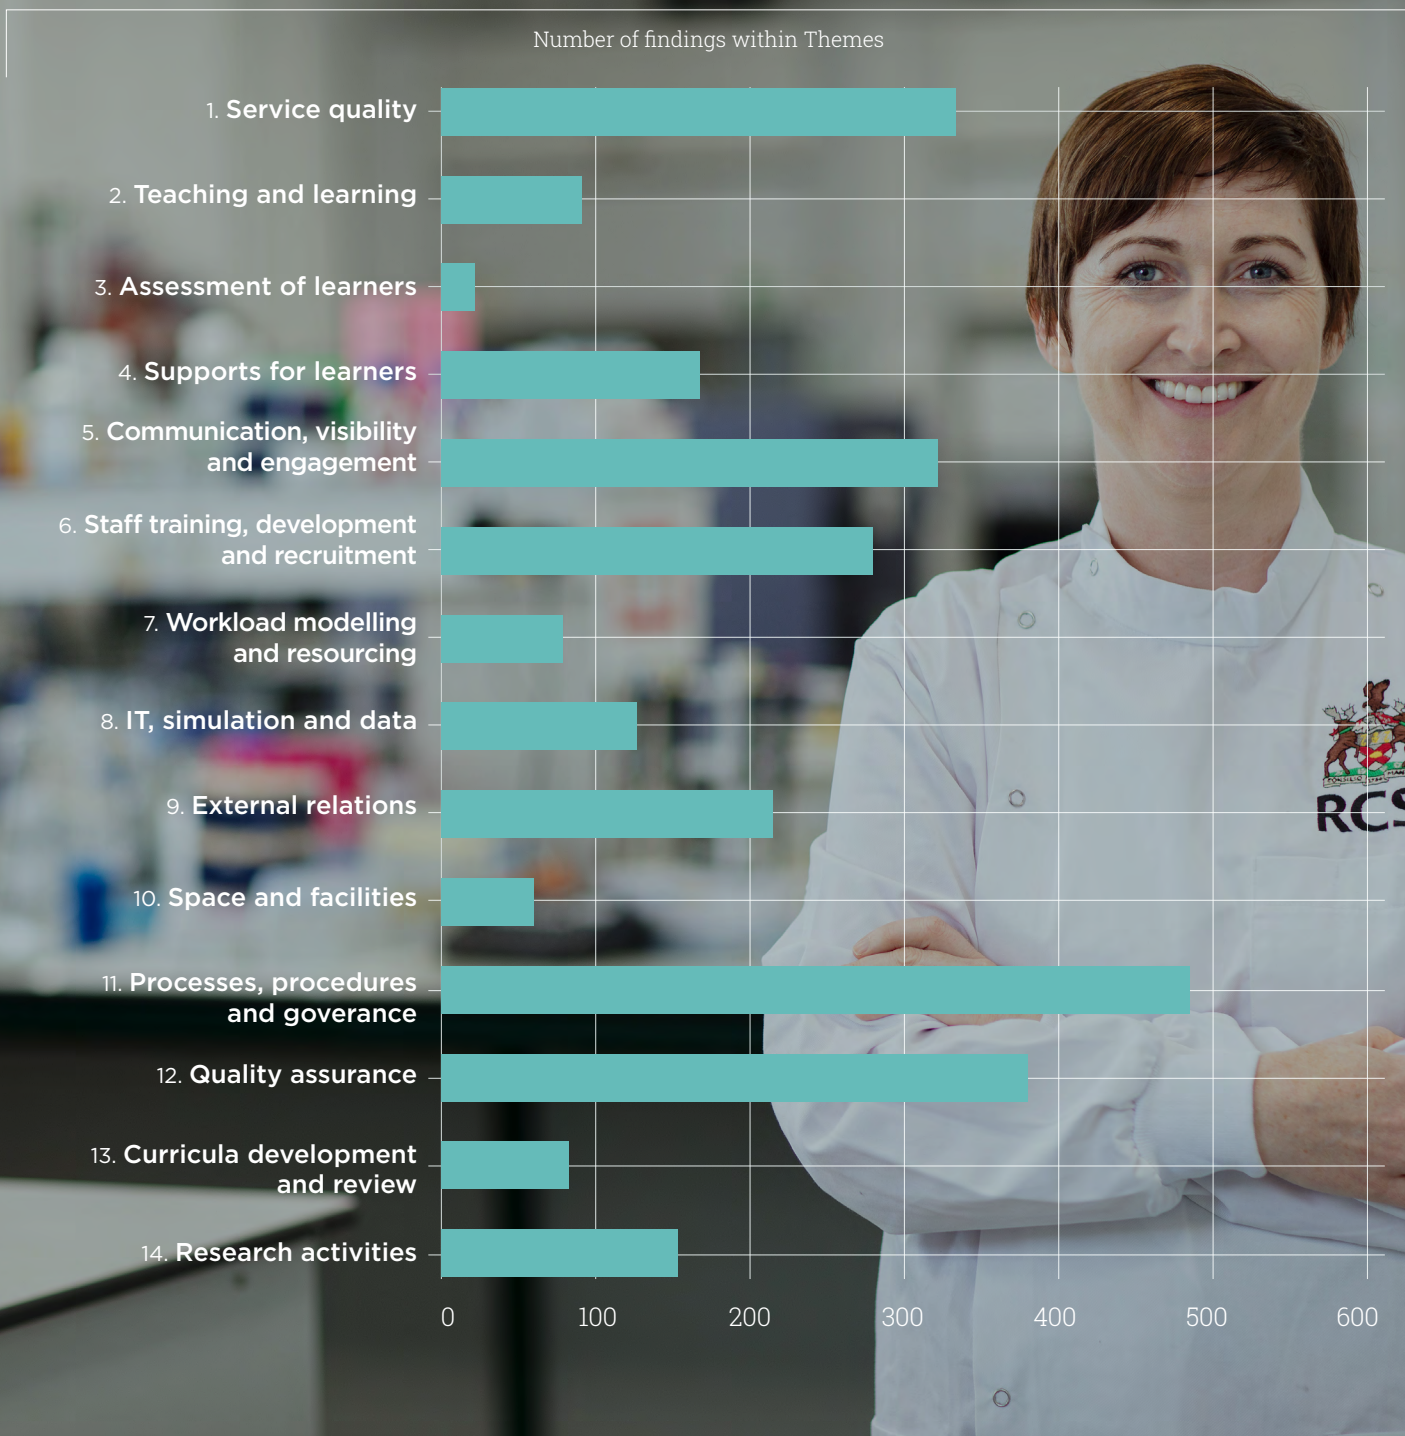 Number of findings within Themes
1. Service quality
2. Teaching and learning
3. Assessment of learners
4. Supports for learners
5. Communication, visibility
and engagement
6. Staff training, development
and recruitment
7. Workload modelling
and resourcing
8. IT, simulation and data
9. External relations
RCS
10. Space and facilities
11. Processes, procedures
and goverance
12. Quality assurance
13. Curricula development
and review
14. Research activities
0 100 200 300 400 500 600